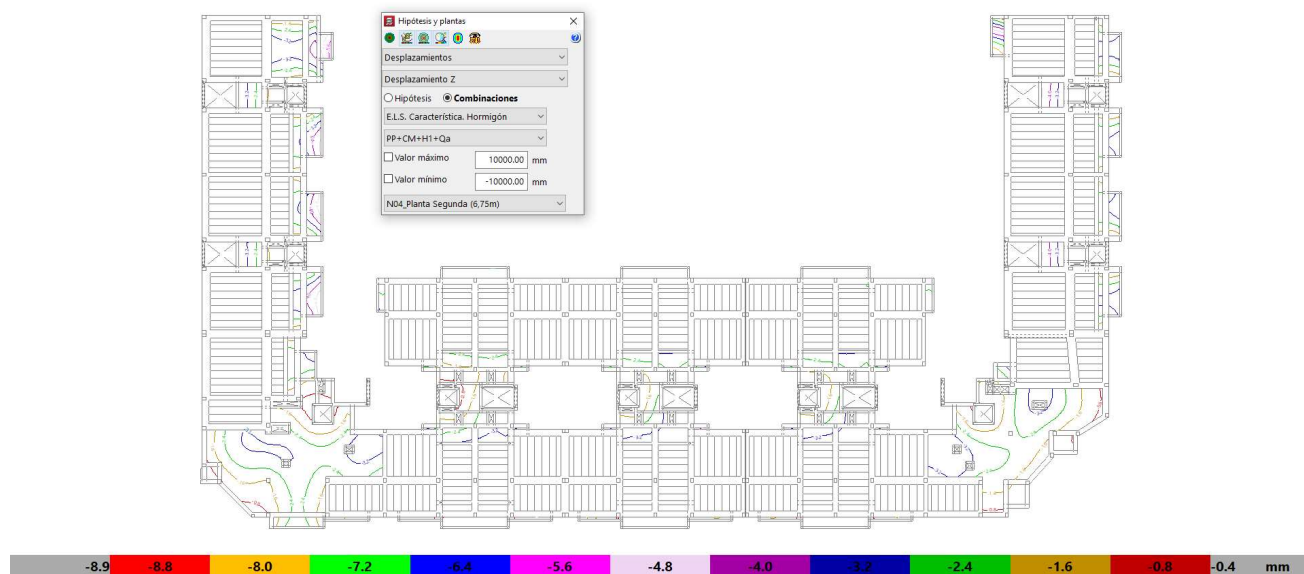 Hipótesis y plantas
Desplazamientos
Desplazamiento Z
Hipótesis Combinaciones
E.L.S. Característica. Hormigón
PP+CM+H1+Qa
Valor máximo 10000.00 mm
Valor mínimo -10000.00 mm
N04_Planta Segunda (6,75m)
-8.9 -8.8 -8.0 -7.2 -6.4 -5.6 -4.8 -4.0 -3.2 -2.4 -1.6 -0.8 -0.4 mm